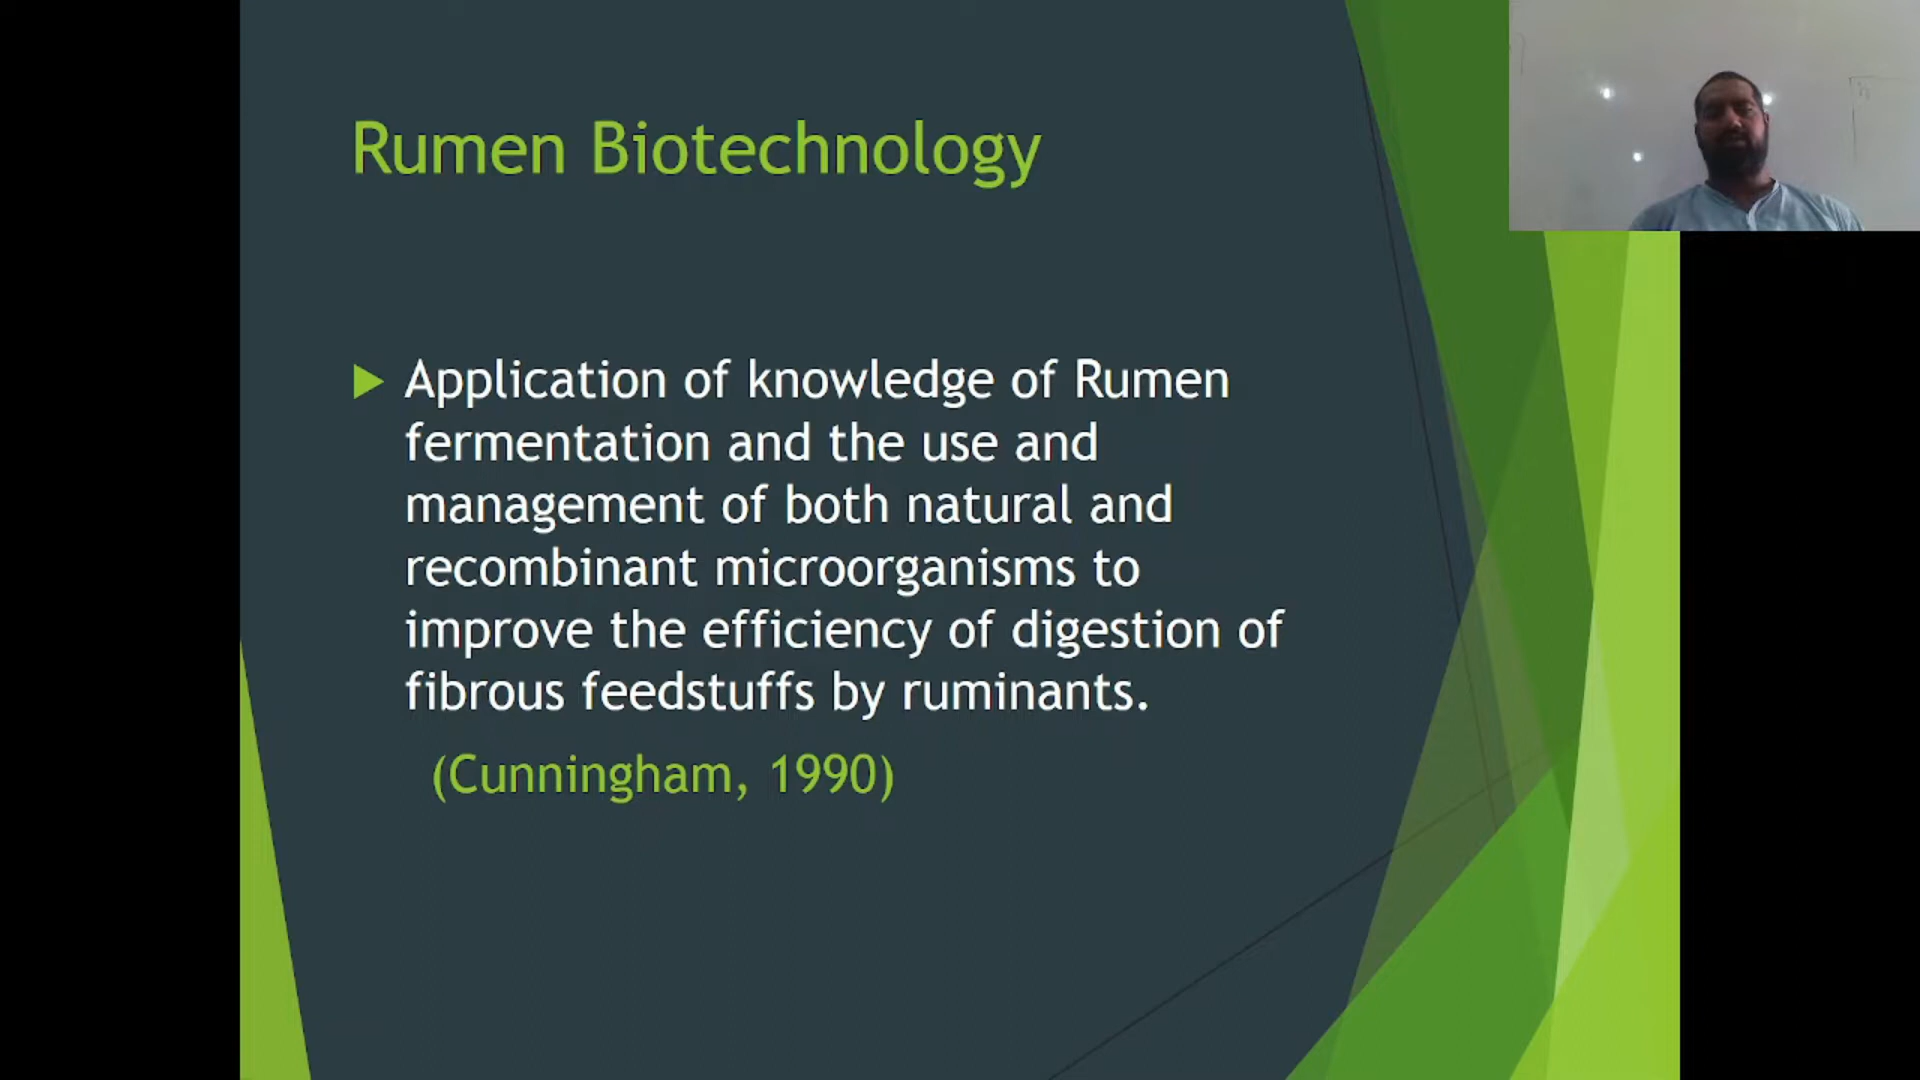 Rumen Biotechnology
Application of knowledge of Rumen
fermentation and the use and
management of both natural and
recombinant microorganisms to
improve the efficiency of digestion of
fibrous feedstuffs by ruminants.
(Cunningham, 1990)